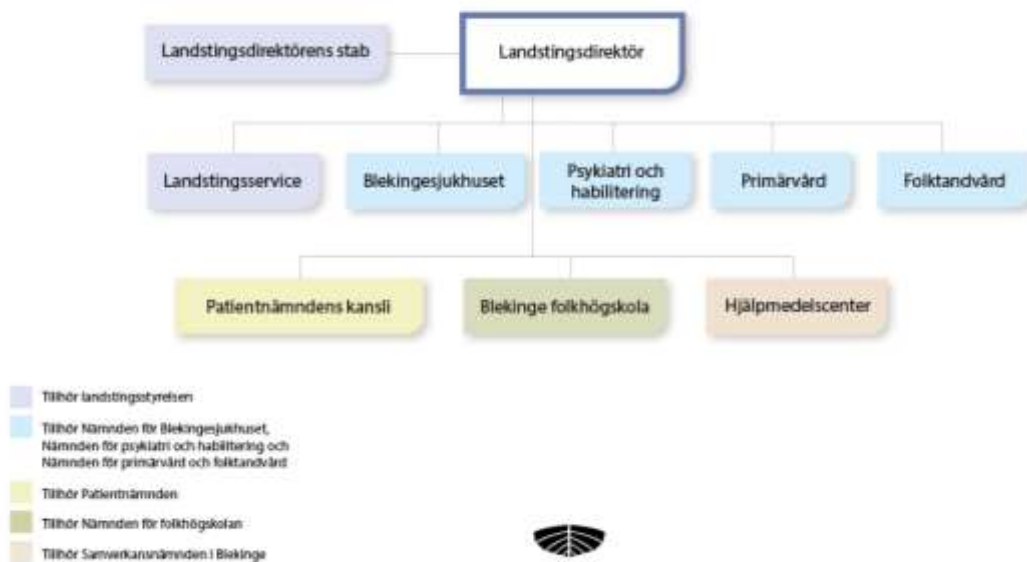 Landstingsdirektörens stab
Landstingsdirektör
Landstingsservice
Blekingesjukhuset
Psykiatri och
habilitering
Primärvård
Folktandvård
Patientnämndens kansli
Blekinge folkhögskola
Hjälpmedelscenter
Tillhör landstingsstyrelsen
Tillhör Nämnden för Blekingesjukhuset,
Nämnden för psykiatri och habilitering och
Nämnden för primärvård och folktandvård
Tillhör Patientnämnden
Tillhör Nämnden för folkhögskolan
Tillhör Samverkansnämnden i Blekinge